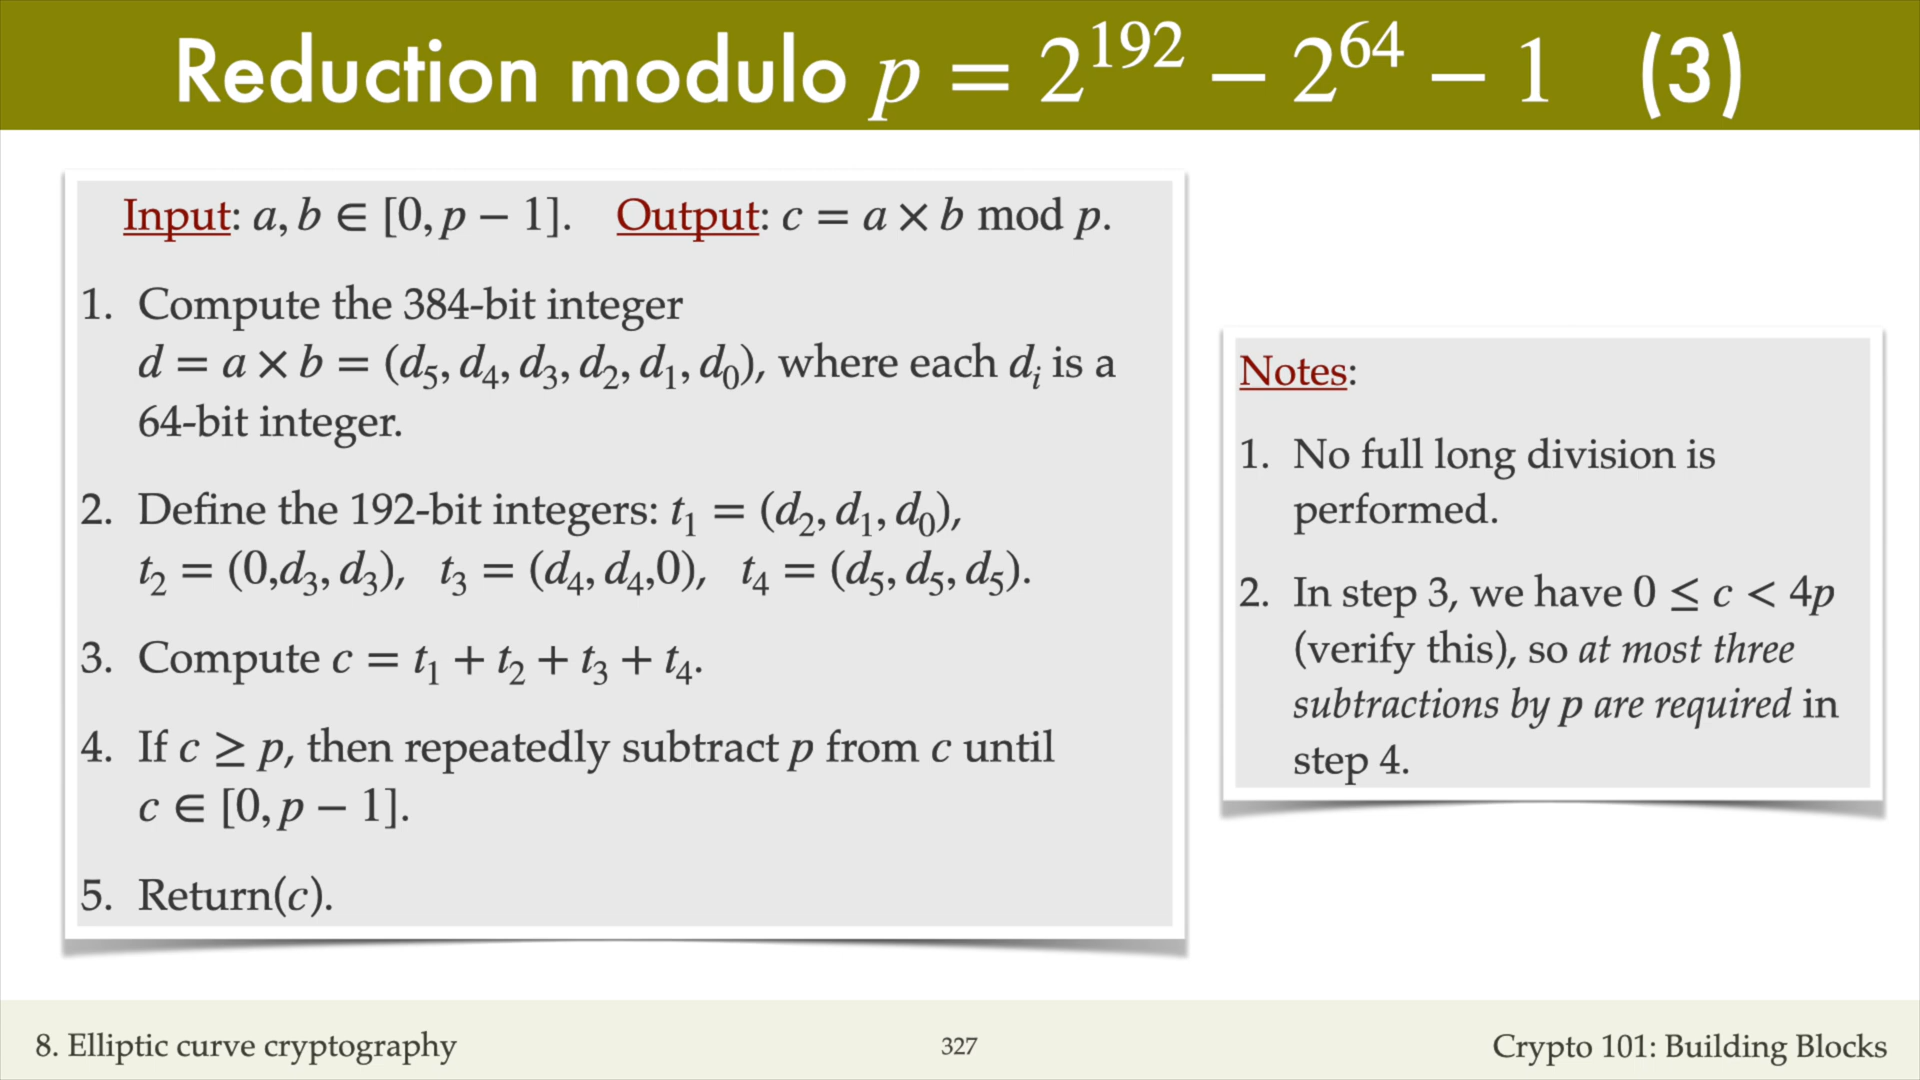 Reduction modulo p = 2¹⁹² − 2⁶⁴ − 1 (3)
Input: a, b ∈ [0, p − 1]. Output: c = a × b mod p.
1. Compute the 384-bit integer
d = a × b = (d₅, d₄, d₃, d₂, d₁, d₀), where each dᵢ is a
64-bit integer.
2. Define the 192-bit integers: t₁ = (d₂, d₁, d₀),
t₂ = (0,d₃, d₃), t₃ = (d₄, d₄,0), t₄ = (d₅, d₅, d₅).
3. Compute c = t₁ + t₂ + t₃ + t₄.
4. If c ≥ p, then repeatedly subtract p from c until
c ∈ [0, p − 1].
5. Return(c).
Notes:
1. No full long division is
performed.
2. In step 3, we have 0 ≤ c < 4p
(verify this), so at most three
subtractions by p are required in
step 4.
8. Elliptic curve cryptography
327
Crypto 101: Building Blocks